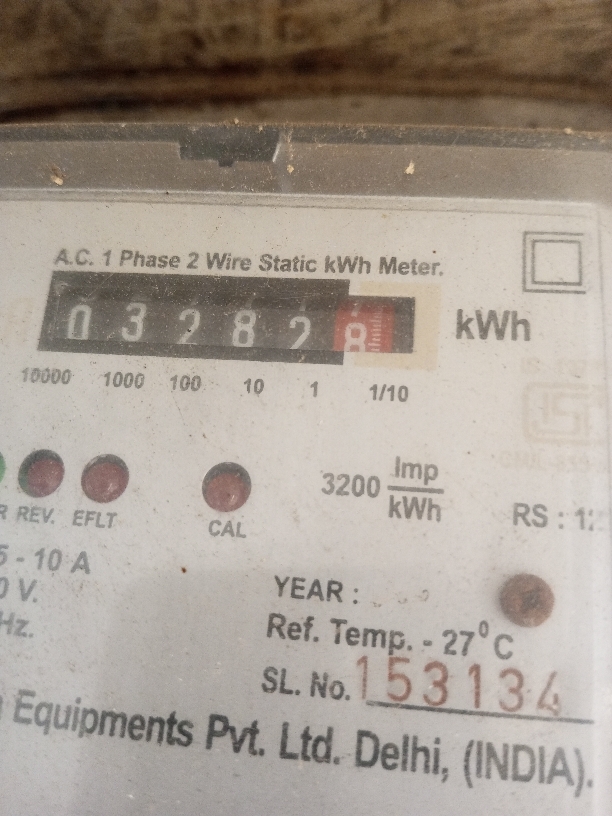 A.C. 1 Phase 2 Wire Static kWh Meter.
0 3 2 8 2 8 kWh
10000 1000 100 10 1 1/10
REV. EFLT CAL
3200 Imp
kWh
RS : 1
5 - 10 A
0 V.
Hz.
YEAR :
Ref. Temp. - 27⁰C
SL. No. 153134
Equipments Pvt. Ltd. Delhi, (INDIA).